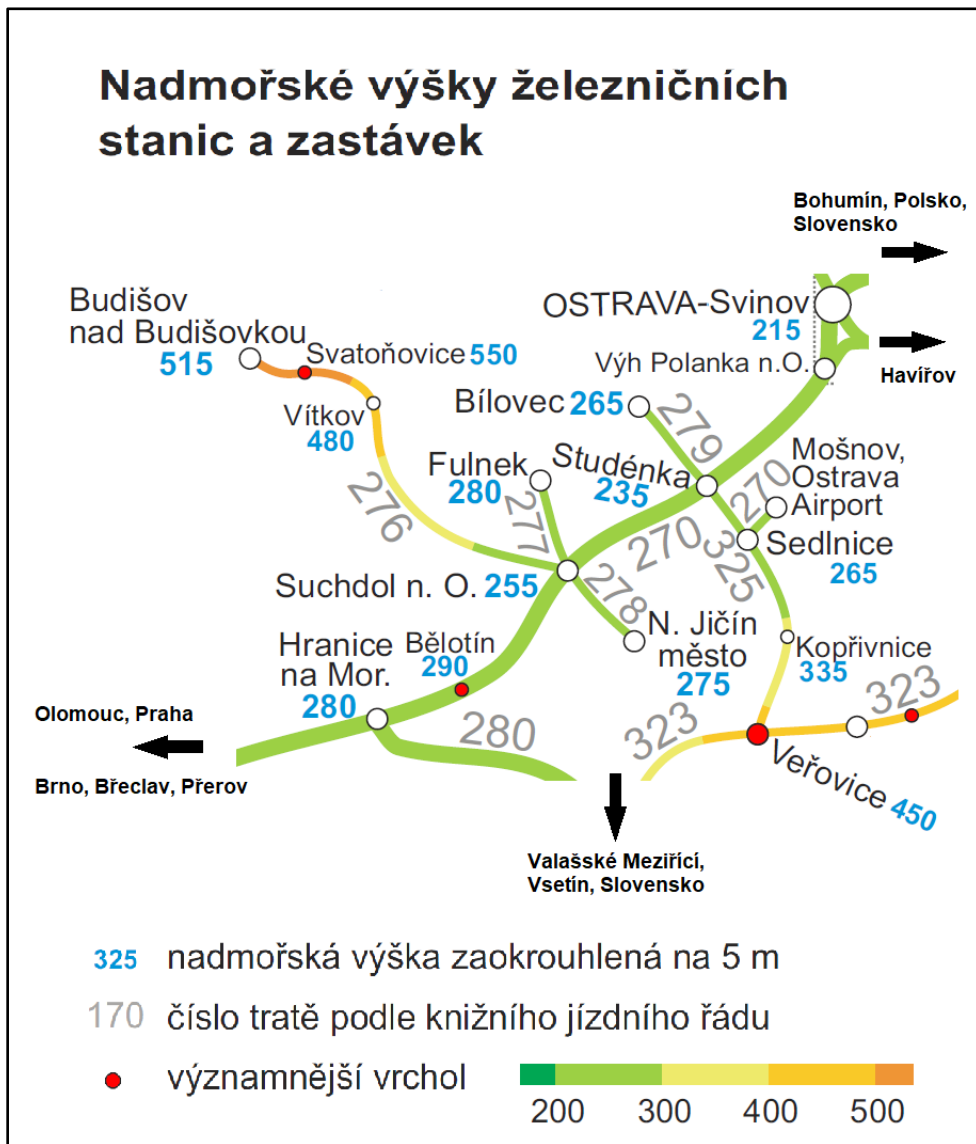 Nadmořské výšky železničních
stanic a zastávek
Bohumín, Polsko,
Slovensko
Budišov
nad Budišovkou
515
Svatoňovice 550
OSTRAVA-Svinov
215
Výh Polanka n.O.
Havířov
Vítkov
480
Bílovec 265
279
Fulnek
280
Studénka
235
Mošnov,
Ostrava
Airport
270
276
277
270
325
Sedlnice
265
Suchdol n. O. 255
278
Hranice
na Mor.
280
Bělotín
290
N. Jičín
město
275
Kopřivnice
335
323
323
280
Veřovice 450
Olomouc, Praha
Brno, Břeclav, Přerov
Valašské Meziřící,
Vsetín, Slovensko
325 nadmořská výška zaokrouhlená na 5 m
170 číslo tratě podle knižního jízdního řádu
významnější vrchol
200 300 400 500